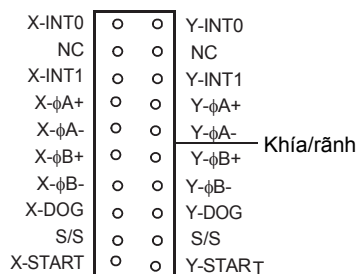 X-INT0 Y-INT0
NC NC
X-INT1 Y-INT1
X-ϕA+ Y-ϕA+
X-ϕA- Y-ϕA-
Khía/rãnh
X-ϕB+ Y-ϕB+
X-ϕB- Y-ϕB-
X-DOG Y-DOG
S/S S/S
X-START Y-START